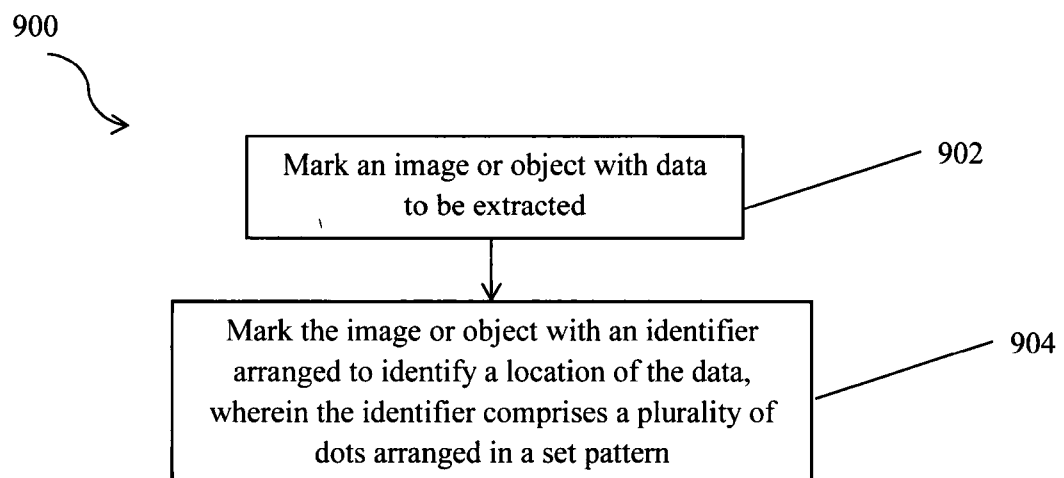 900
Mark an image or object with data
to be extracted
902
Mark the image or object with an identifier
arranged to identify a location of the data,
wherein the identifier comprises a plurality of
dots arranged in a set pattern
904